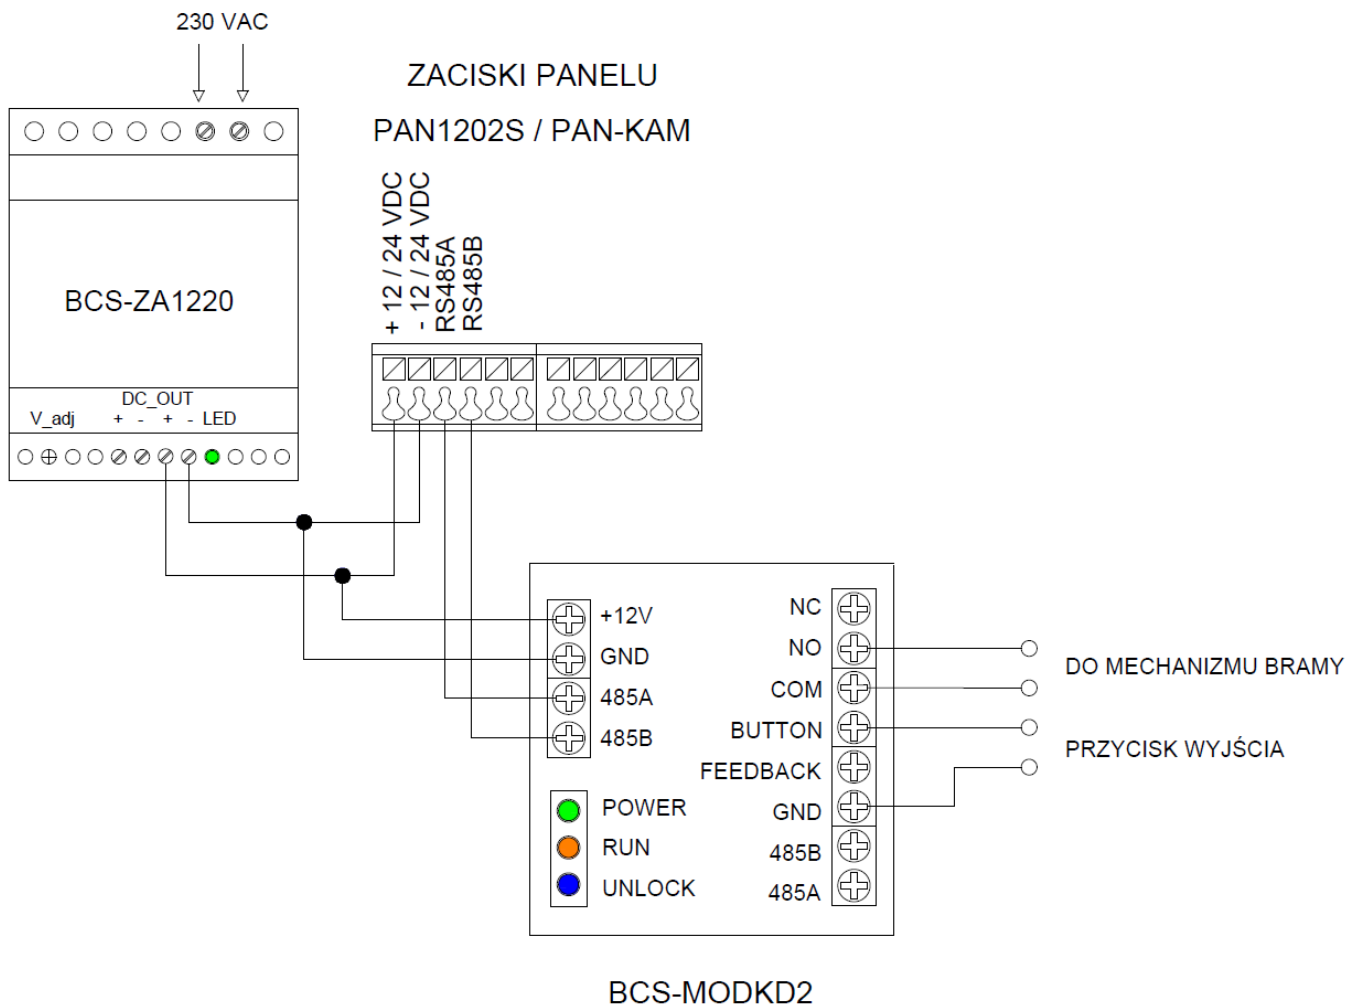 230 VAC
ZACISKI PANELU
PAN1202S / PAN-KAM
+ 12 / 24 VDC
- 12 / 24 VDC
RS485A
RS485B
BCS-ZA1220
DC_OUT
V_adj + - + - LED
+12V
GND
485A
485B
POWER
RUN
UNLOCK
NC
NO
COM
BUTTON
FEEDBACK
GND
485B
485A
DO MECHANIZMU BRAMY
PRZYCISK WYJŚCIA
BCS-MODKD2